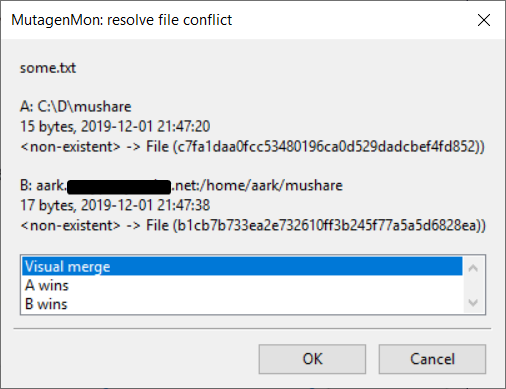 MutagenMon: resolve file conflict
some.txt
A: C:\D\mushare
15 bytes, 2019-12-01 21:47:20
<non-existent> -> File (c7fa1daa0fcc53480196ca0d529dadcbef4fd852))
B: aark. .net:/home/aark/mushare
17 bytes, 2019-12-01 21:47:38
<non-existent> -> File (b1cb7b733ea2e732610ff3b245f77a5a5d6828ea))
Visual merge
A wins
B wins
OK
Cancel